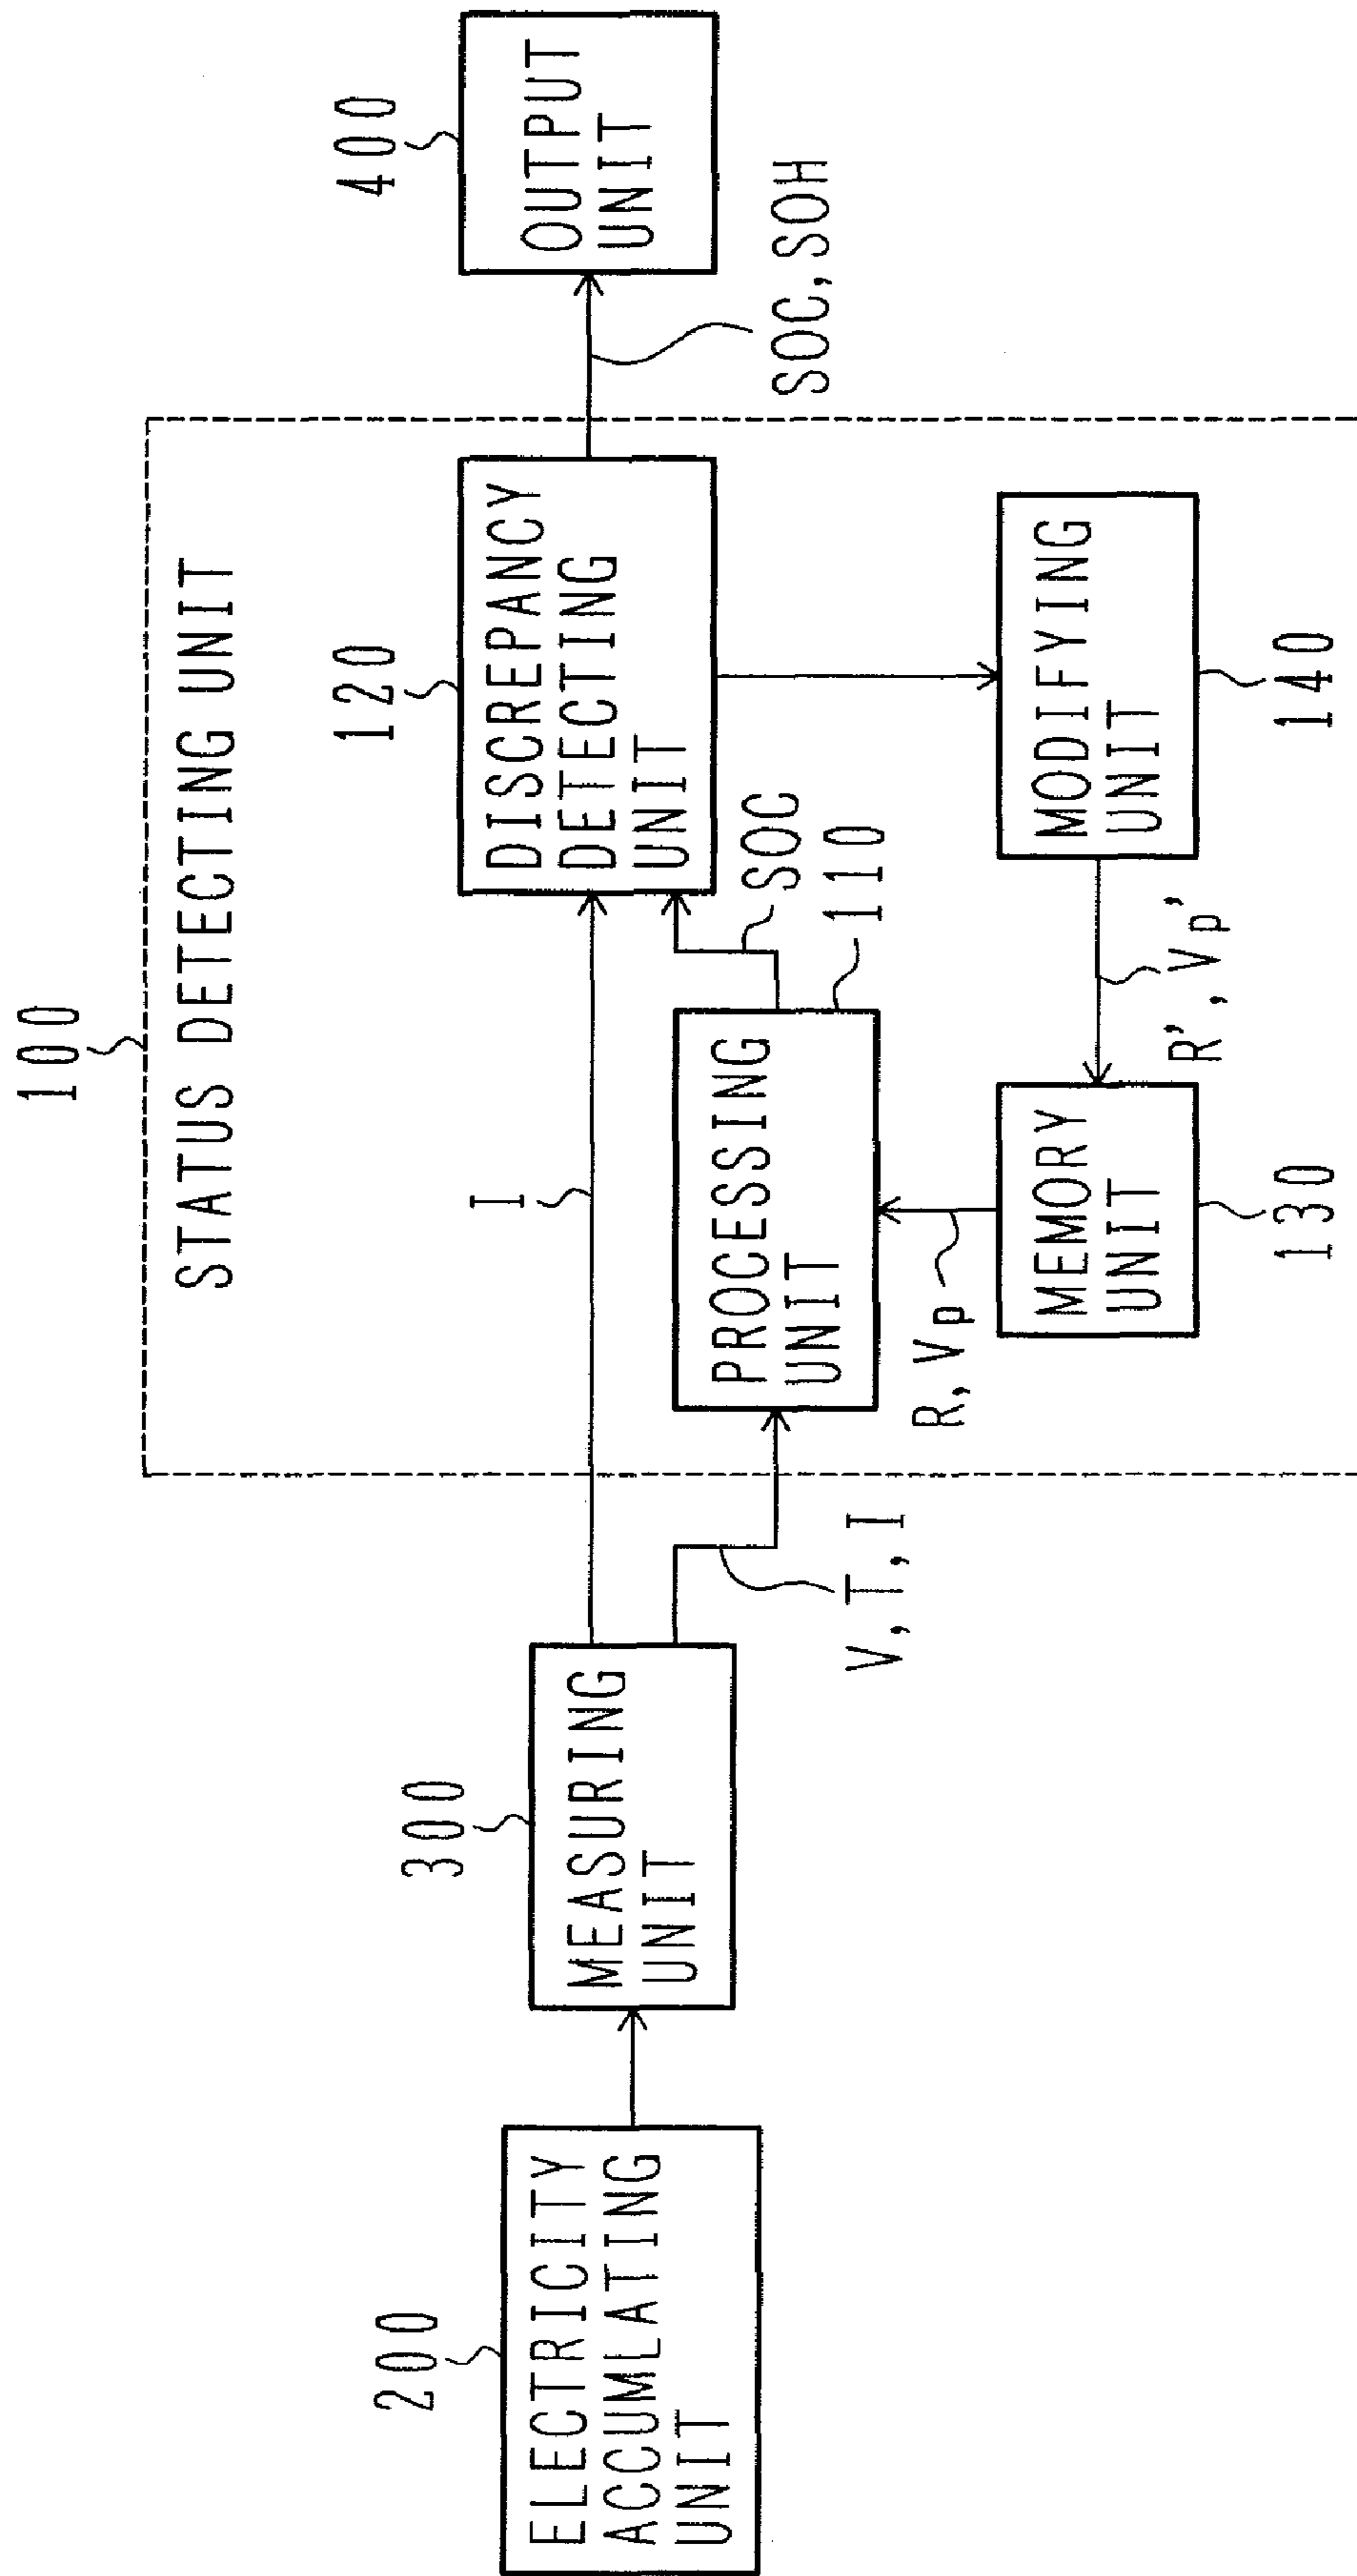 100
STATUS DETECTING UNIT
200
ELECTRICITY
ACCUMLATING
UNIT
300
MEASURING
UNIT
I
V, T, I
120
DISCREPANCY
DETECTING
UNIT
SOC
110
PROCESSING
UNIT
R, Vp
MEMORY
UNIT
130
R', Vp'
MODIFYING
UNIT
140
400
OUTPUT
UNIT
SOC, SOH